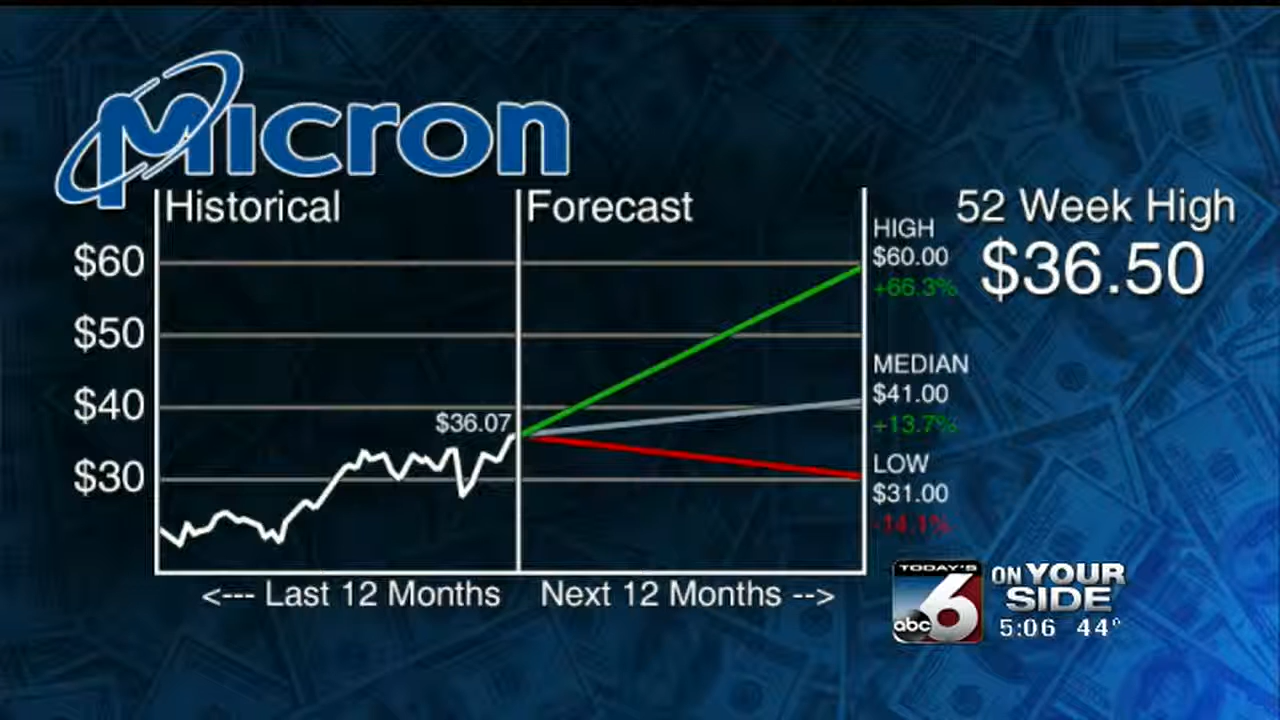 Micron
Historical
Forecast
52 Week High
$36.50
$60
$50
$40
$30
$36.07
HIGH
$60.00
+66.3%
MEDIAN
$41.00
+13.7%
LOW
$31.00
-14.1%
<--- Last 12 Months
Next 12 Months -->
TODAY'S
6
abc
ON YOUR
SIDE
5:06 44°